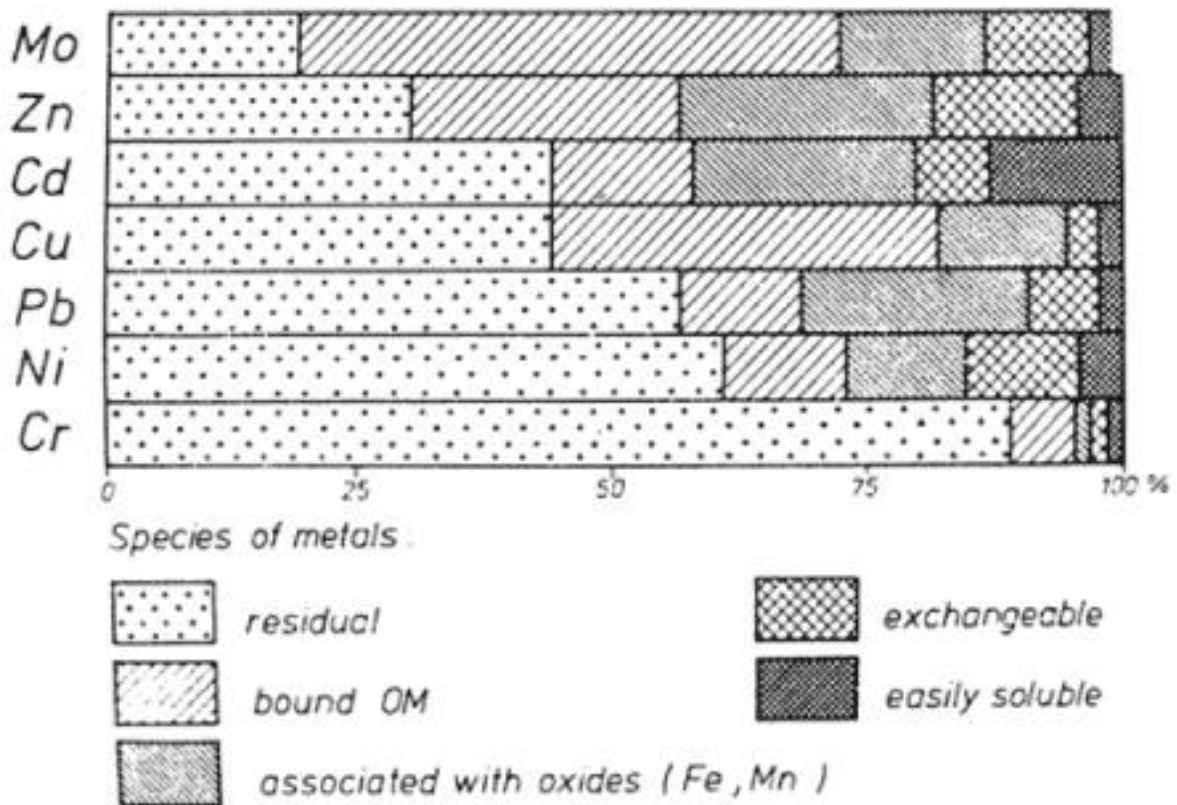 Mo
Zn
Cd
Cu
Pb
Ni
Cr
0 25 50 75 100 %
Species of metals:
residual
exchangeable
bound OM
easily soluble
associated with oxides (Fe, Mn)